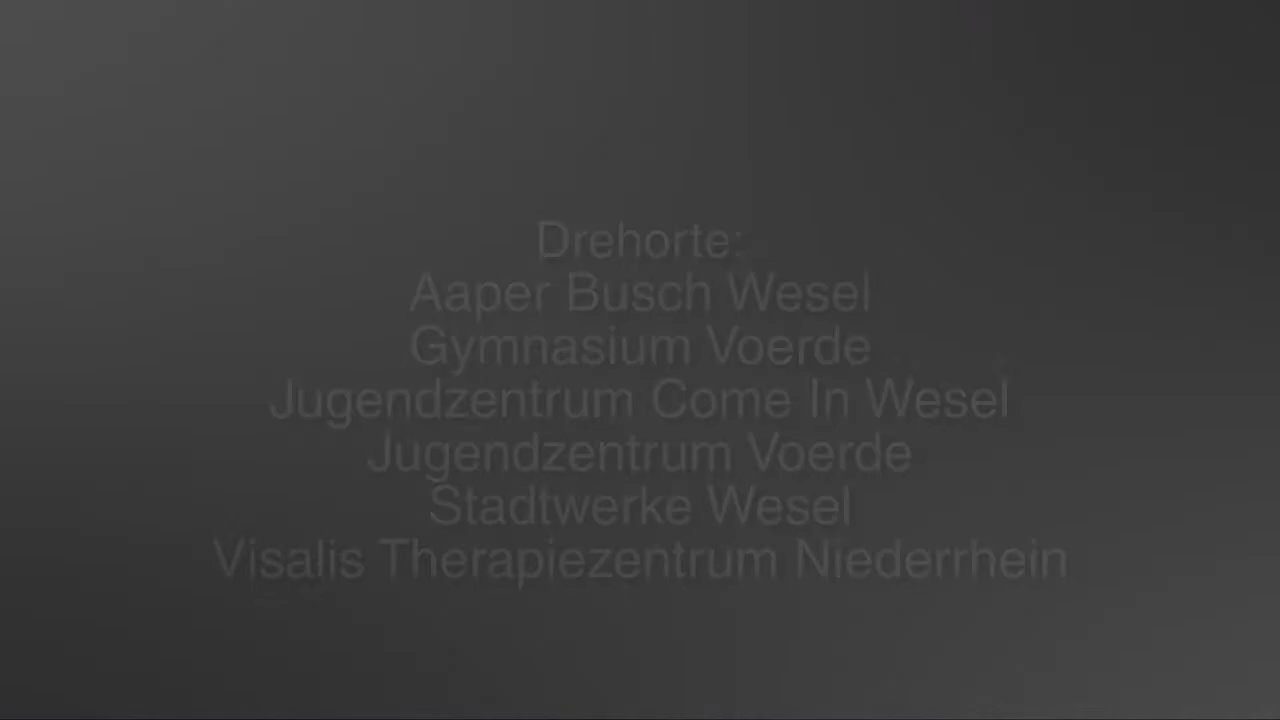 Drehorte:
Aaper Busch Wesel
Gymnasium Voerde
Jugendzentrum Come In Wesel
Jugendzentrum Voerde
Stadtwerke Wesel
Visalis Therapiezentrum Niederrhein